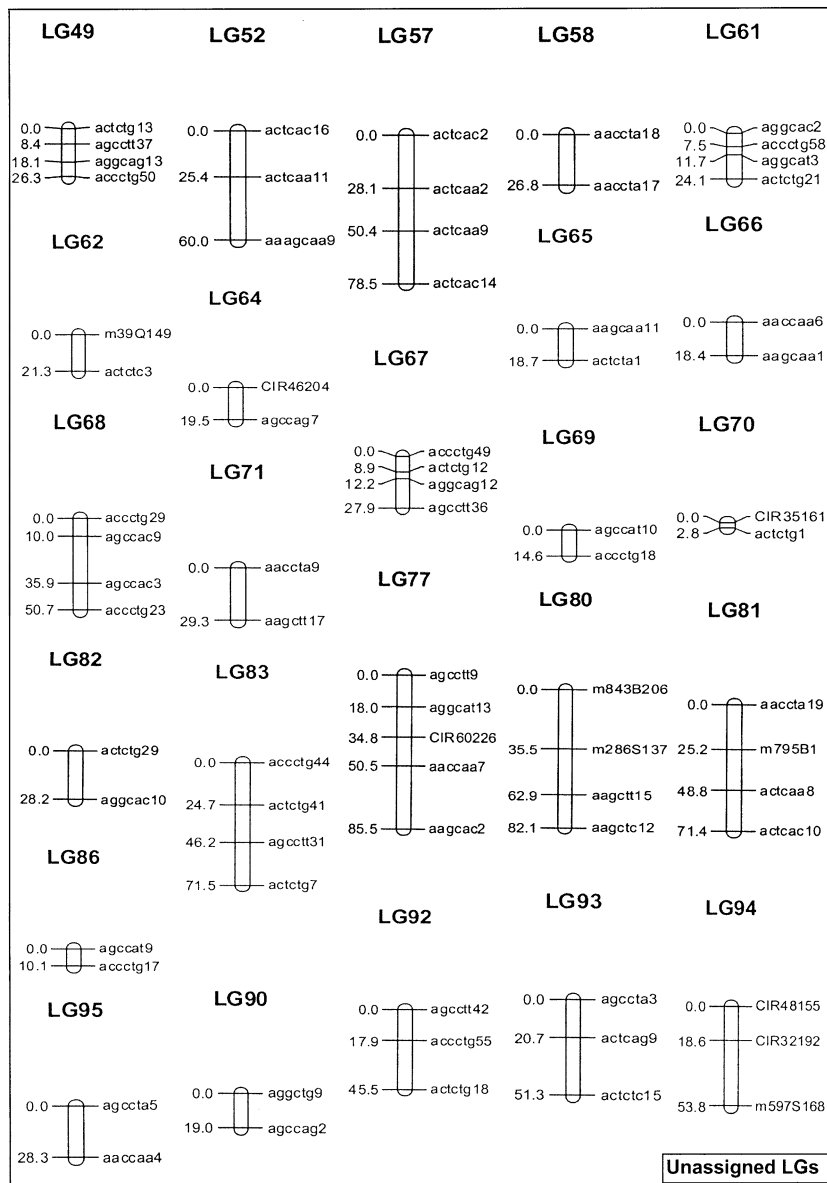 LG49
0.0 actctg13
8.4 agcctt37
18.1 aggcag13
26.3 accctg50
LG52
0.0 actcac16
25.4 actcaa11
60.0 aaagcaa9
LG57
0.0 actcac2
28.1 actcaa2
50.4 actcaa9
78.5 actcac14
LG58
0.0 aaccta18
26.8 aaccta17
LG61
0.0 aggcac2
7.5 accctg58
11.7 aggcat3
24.1 actctg21
LG62
0.0 m39Q149
21.3 actctc3
LG64
0.0 CIR46204
19.5 agccag7
LG65
0.0 aagcaa11
18.7 actcta1
LG66
0.0 aaccaa6
18.4 aagcaa1
LG67
0.0 accctg49
8.9 actctg12
12.2 aggcag12
27.9 agcctt36
LG68
0.0 accctg29
10.0 agccac9
35.9 agccac3
50.7 accctg23
LG69
0.0 agccat10
14.6 accctg18
LG70
0.0 CIR35161
2.8 actctg1
LG71
0.0 aaccta9
29.3 aagctt17
LG77
0.0 agcctt9
18.0 aggcat13
34.8 CIR60226
50.5 aaccaa7
85.5 aagcac2
LG80
0.0 m843B206
35.5 m286S137
62.9 aagctt15
82.1 aagctc12
LG81
0.0 aaccta19
25.2 m795B1
48.8 actcaa8
71.4 actcac10
LG82
0.0 actctg29
28.2 aggcac10
LG83
0.0 accctg44
24.7 actctg41
46.2 agcctt31
71.5 actctg7
LG86
0.0 agccat9
10.1 accctg17
LG90
0.0 aggctg9
19.0 agccag2
LG92
0.0 agcctt42
17.9 accctg55
45.5 actctg18
LG93
0.0 agccta3
20.7 actcag9
51.3 actctc15
LG94
0.0 CIR48155
18.6 CIR32192
53.8 m597S168
LG95
0.0 agccta5
28.3 aaccaa4
Unassigned LGs